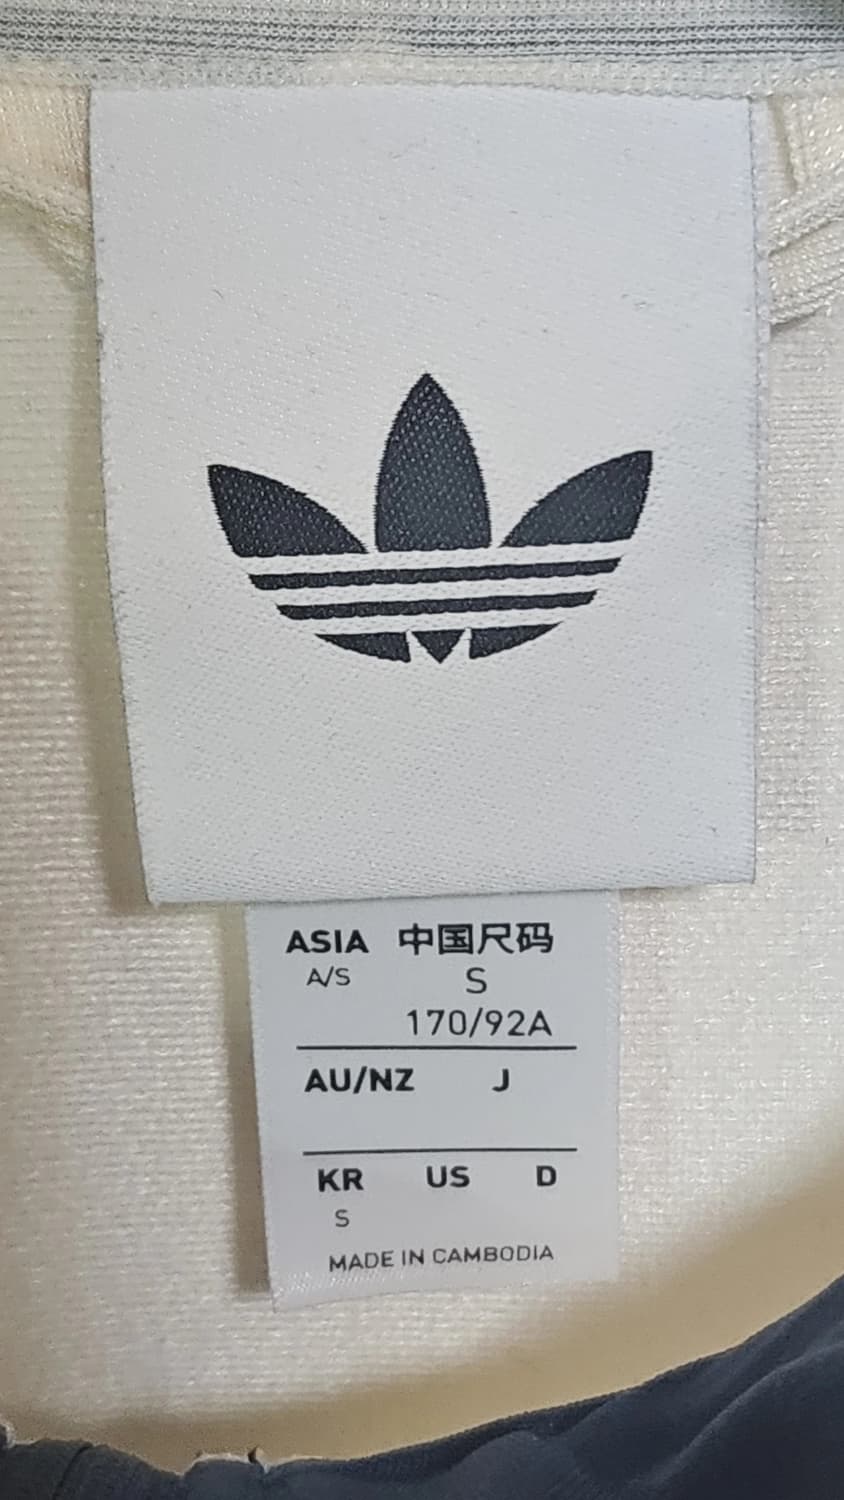 ASIA 中国尺码
A/S S
170/92A
AU/NZ J
KR US D
S
MADE IN CAMBODIA